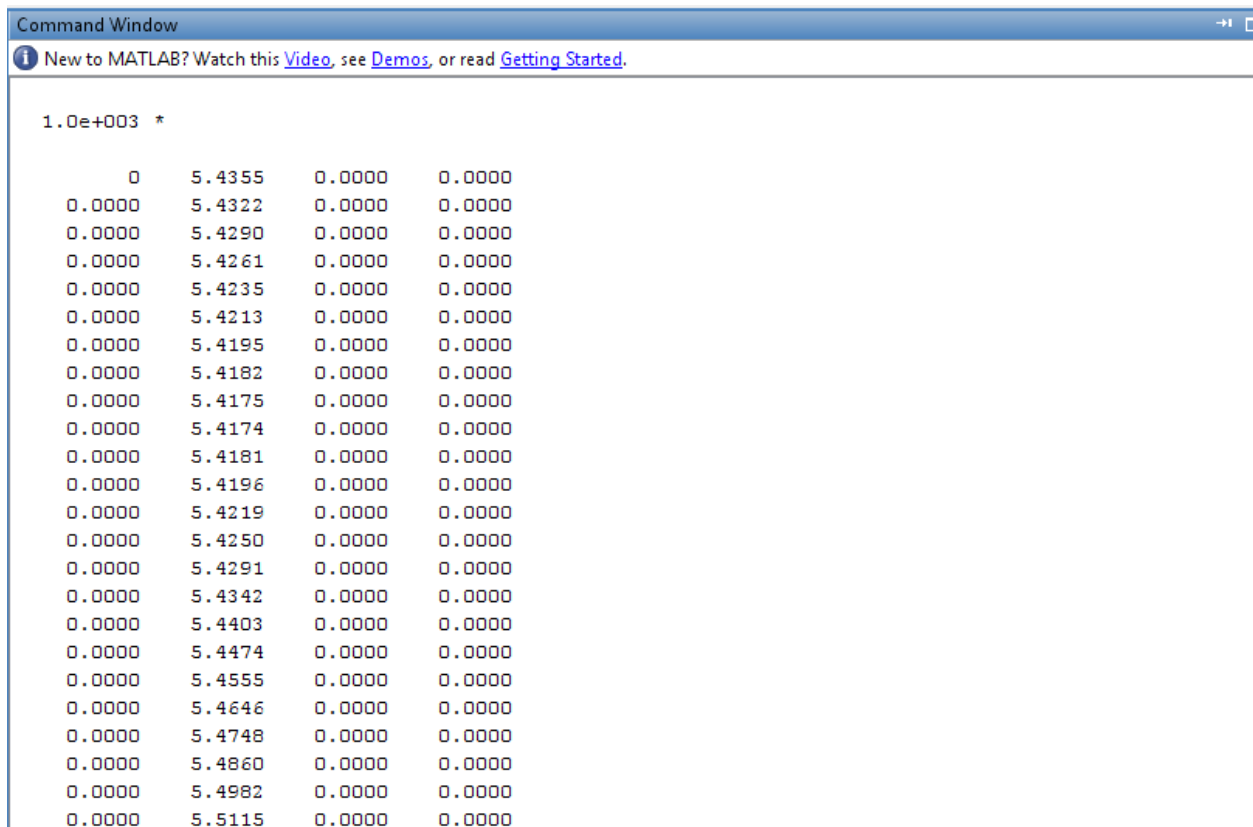 Command Window
New to MATLAB? Watch this Video, see Demos, or read Getting Started.
1.0e+003 *
0 5.4355 0.0000 0.0000
0.0000 5.4322 0.0000 0.0000
0.0000 5.4290 0.0000 0.0000
0.0000 5.4261 0.0000 0.0000
0.0000 5.4235 0.0000 0.0000
0.0000 5.4213 0.0000 0.0000
0.0000 5.4195 0.0000 0.0000
0.0000 5.4182 0.0000 0.0000
0.0000 5.4175 0.0000 0.0000
0.0000 5.4174 0.0000 0.0000
0.0000 5.4181 0.0000 0.0000
0.0000 5.4196 0.0000 0.0000
0.0000 5.4219 0.0000 0.0000
0.0000 5.4250 0.0000 0.0000
0.0000 5.4291 0.0000 0.0000
0.0000 5.4342 0.0000 0.0000
0.0000 5.4403 0.0000 0.0000
0.0000 5.4474 0.0000 0.0000
0.0000 5.4555 0.0000 0.0000
0.0000 5.4646 0.0000 0.0000
0.0000 5.4748 0.0000 0.0000
0.0000 5.4860 0.0000 0.0000
0.0000 5.4982 0.0000 0.0000
0.0000 5.5115 0.0000 0.0000